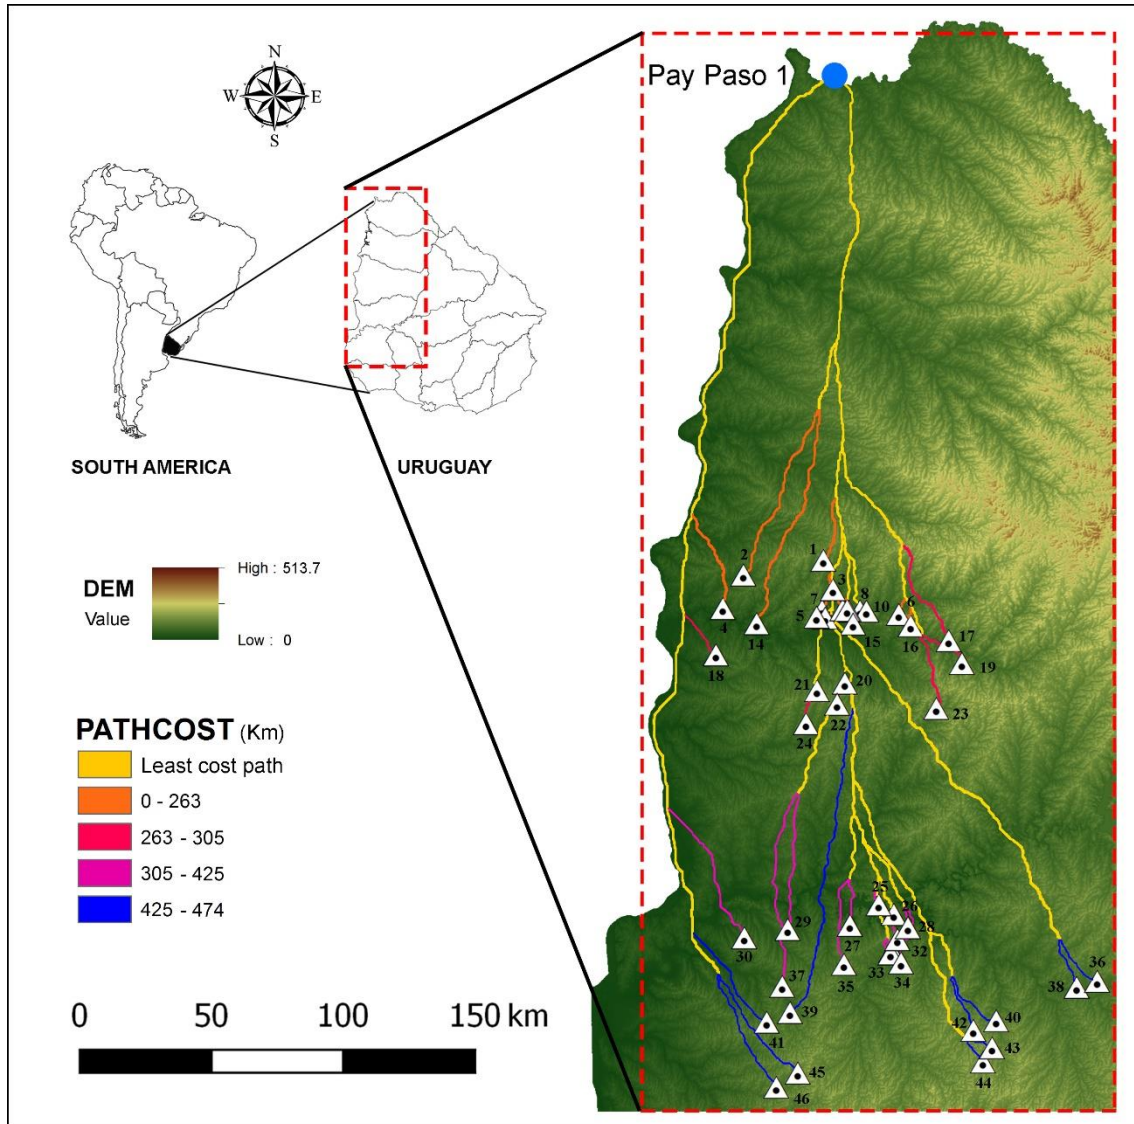 N
W
E
S
Pay Paso 1
SOUTH AMERICA
URUGUAY
DEM
Value
High : 513.7
Low : 0
PATHCOST (Km)
Least cost path
0 - 263
263 - 305
305 - 425
425 - 474
0
50
100
150 km
1
2
3
4
5
6
7
8
10
14
15
16
17
18
19
20
21
22
23
24
25
26
27
28
29
30
32
33
34
35
36
37
38
39
40
41
42
43
44
45
46